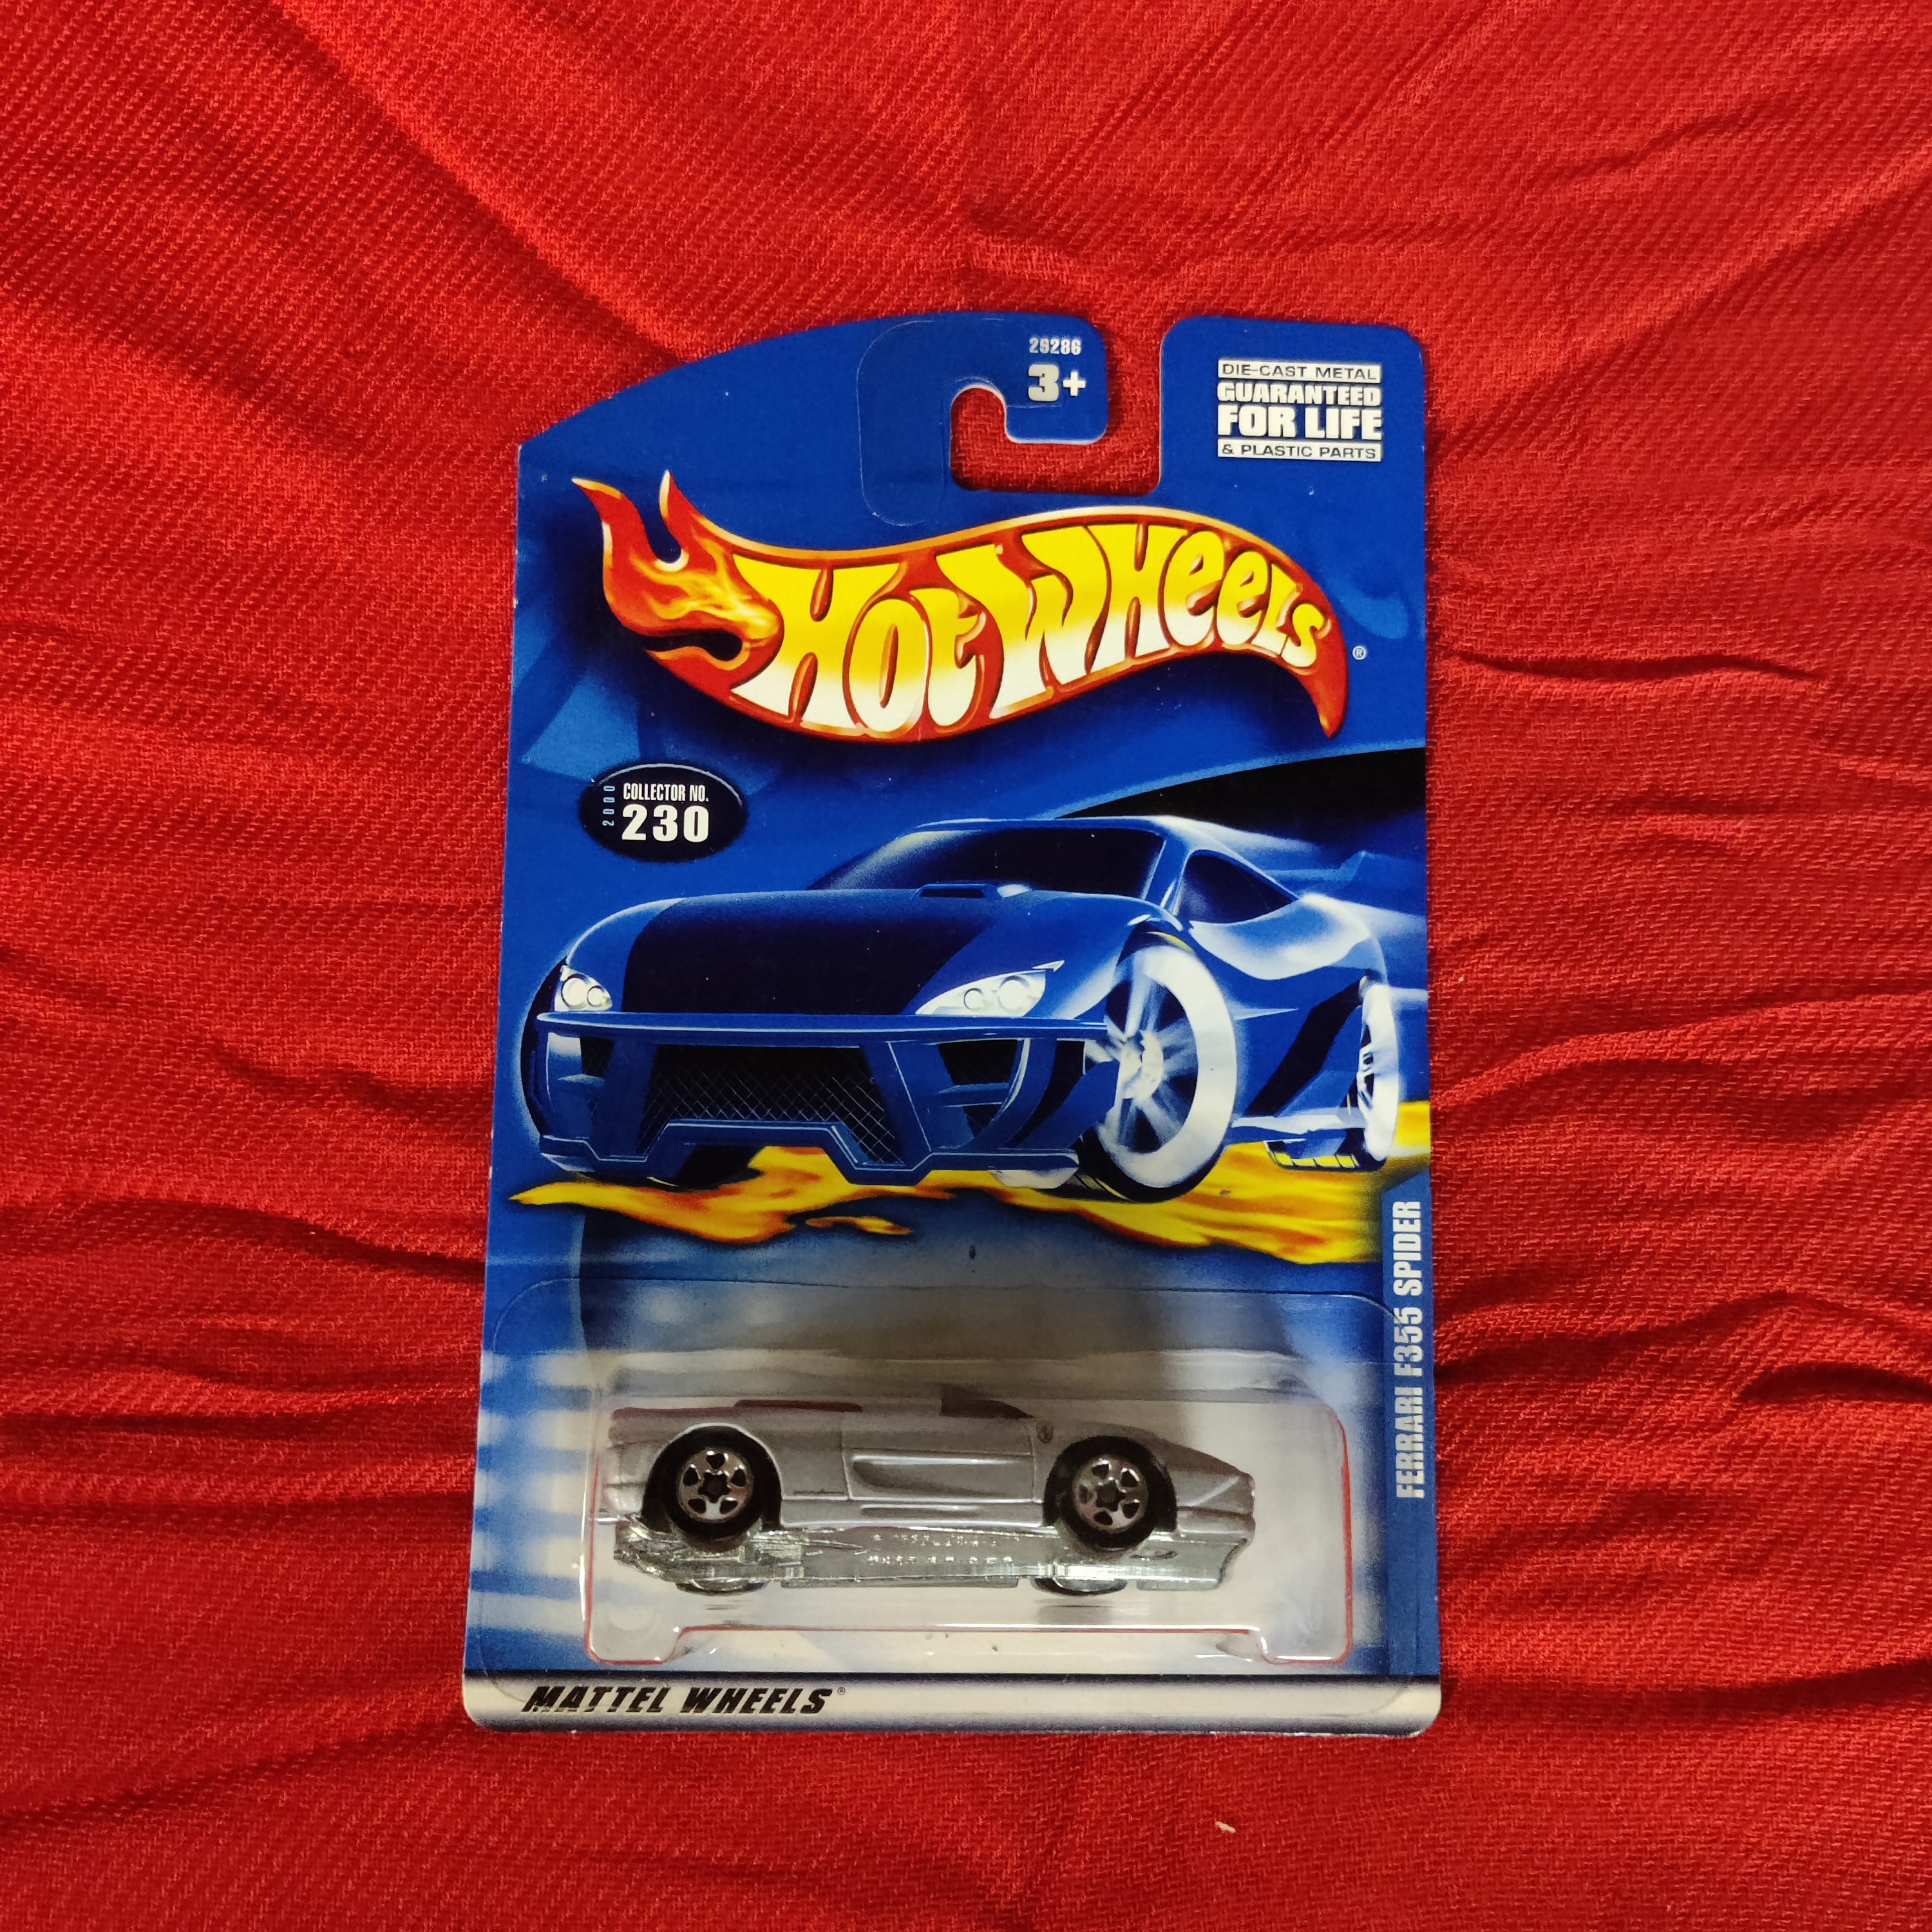 29286
3+
DIE-CAST METAL
GUARANTEED
FOR LIFE
& PLASTIC PARTS
Hot Wheels®
2000
COLLECTOR NO.
230
FERRARI F355 SPIDER
MATTEL WHEELS®